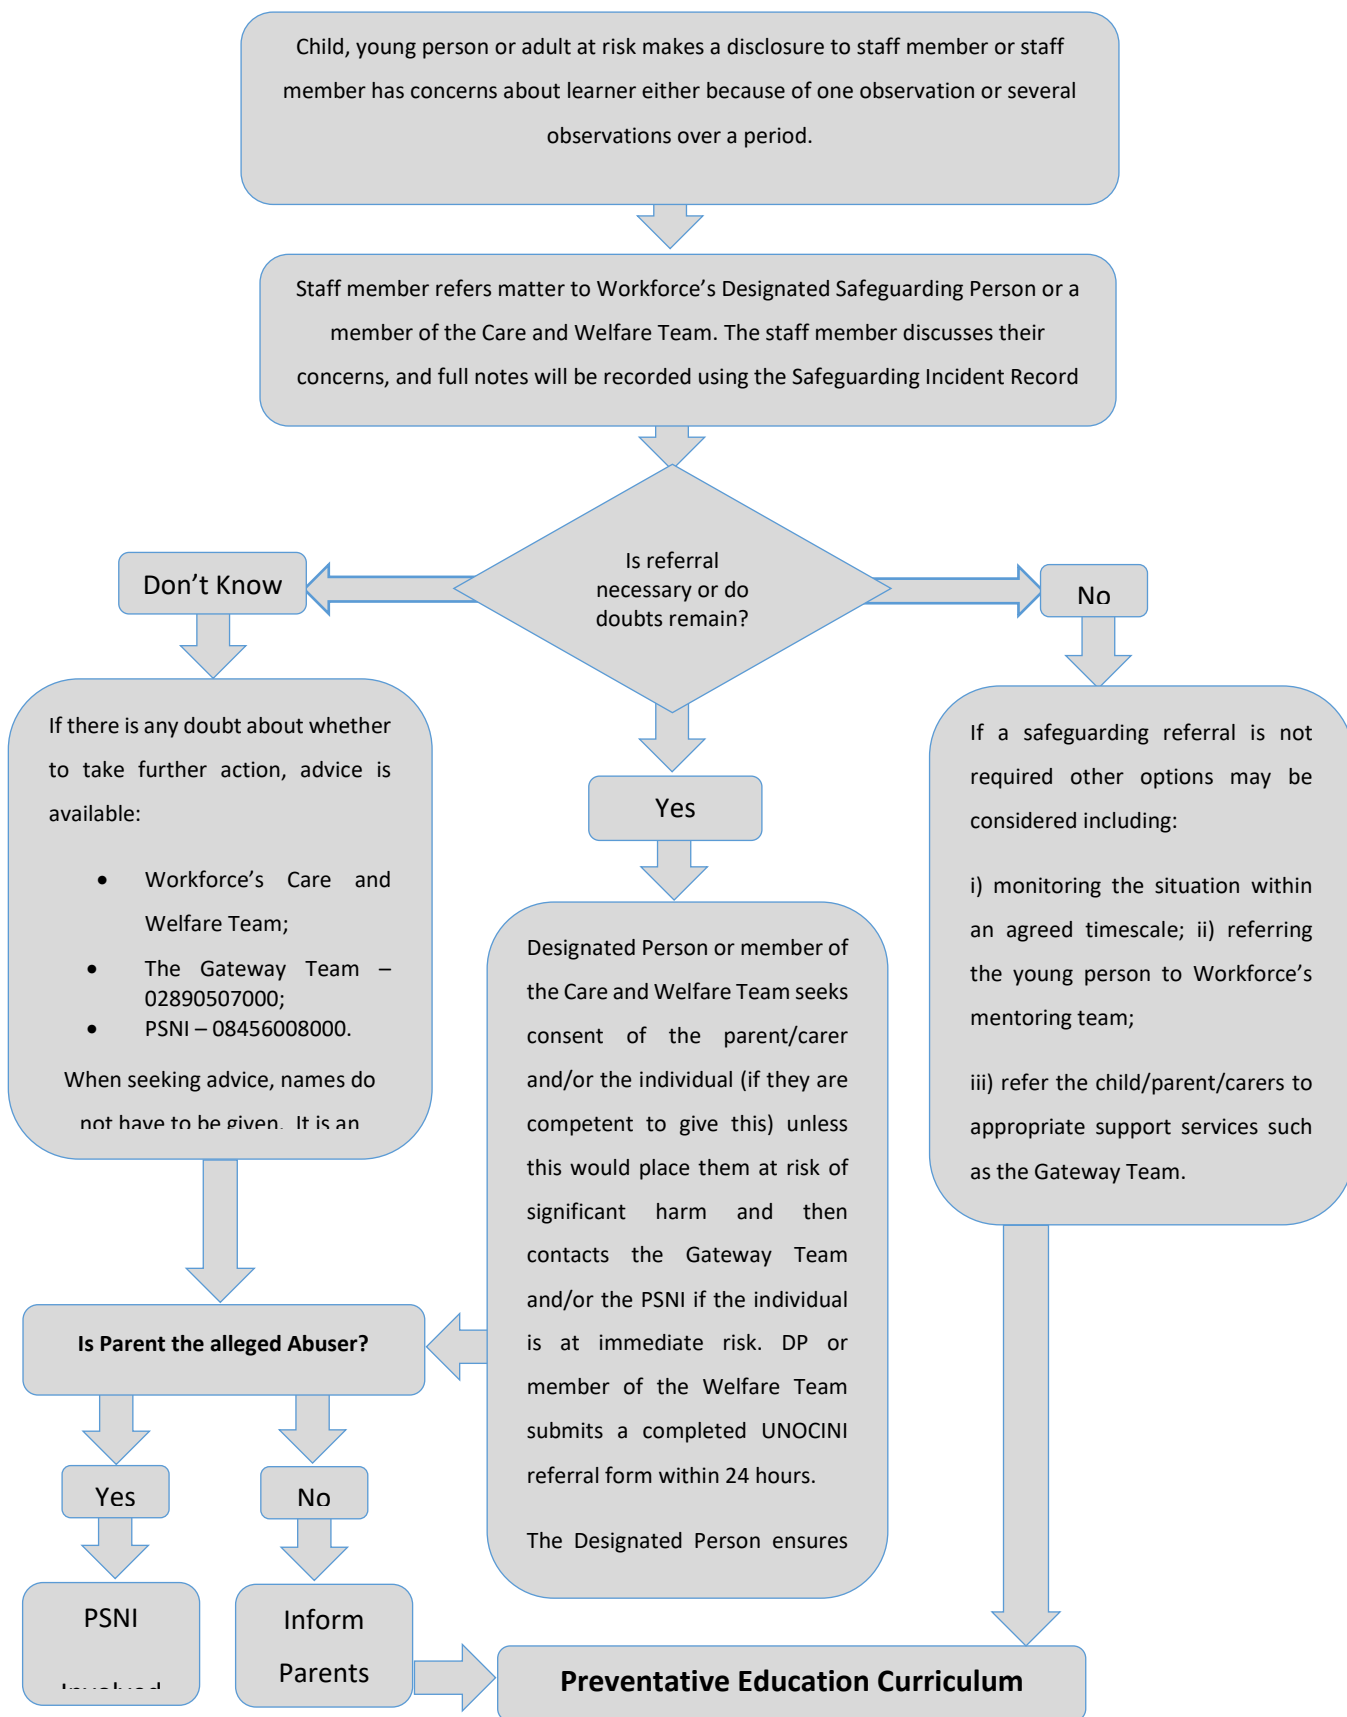 Child, young person or adult at risk makes a disclosure to staff member or staff
member has concerns about learner either because of one observation or several
observations over a period.
Staff member refers matter to Workforce’s Designated Safeguarding Person or a
member of the Care and Welfare Team. The staff member discusses their
concerns, and full notes will be recorded using the Safeguarding Incident Record
Is referral
necessary or do
doubts remain?
Don’t Know
No
Yes
If there is any doubt about whether
to take further action, advice is
available:
• Workforce’s Care and
Welfare Team;
• The Gateway Team –
02890507000;
• PSNI – 08456008000.
When seeking advice, names do
not have to be given. It is an
Designated Person or member of
the Care and Welfare Team seeks
consent of the parent/carer
and/or the individual (if they are
competent to give this) unless
this would place them at risk of
significant harm and then
contacts the Gateway Team
and/or the PSNI if the individual
is at immediate risk. DP or
member of the Welfare Team
submits a completed UNOCINI
referral form within 24 hours.
The Designated Person ensures
If a safeguarding referral is not
required other options may be
considered including:
i) monitoring the situation within
an agreed timescale; ii) referring
the young person to Workforce’s
mentoring team;
iii) refer the child/parent/carers to
appropriate support services such
as the Gateway Team.
Is Parent the alleged Abuser?
Yes
No
PSNI
Involved
Inform
Parents
Preventative Education Curriculum